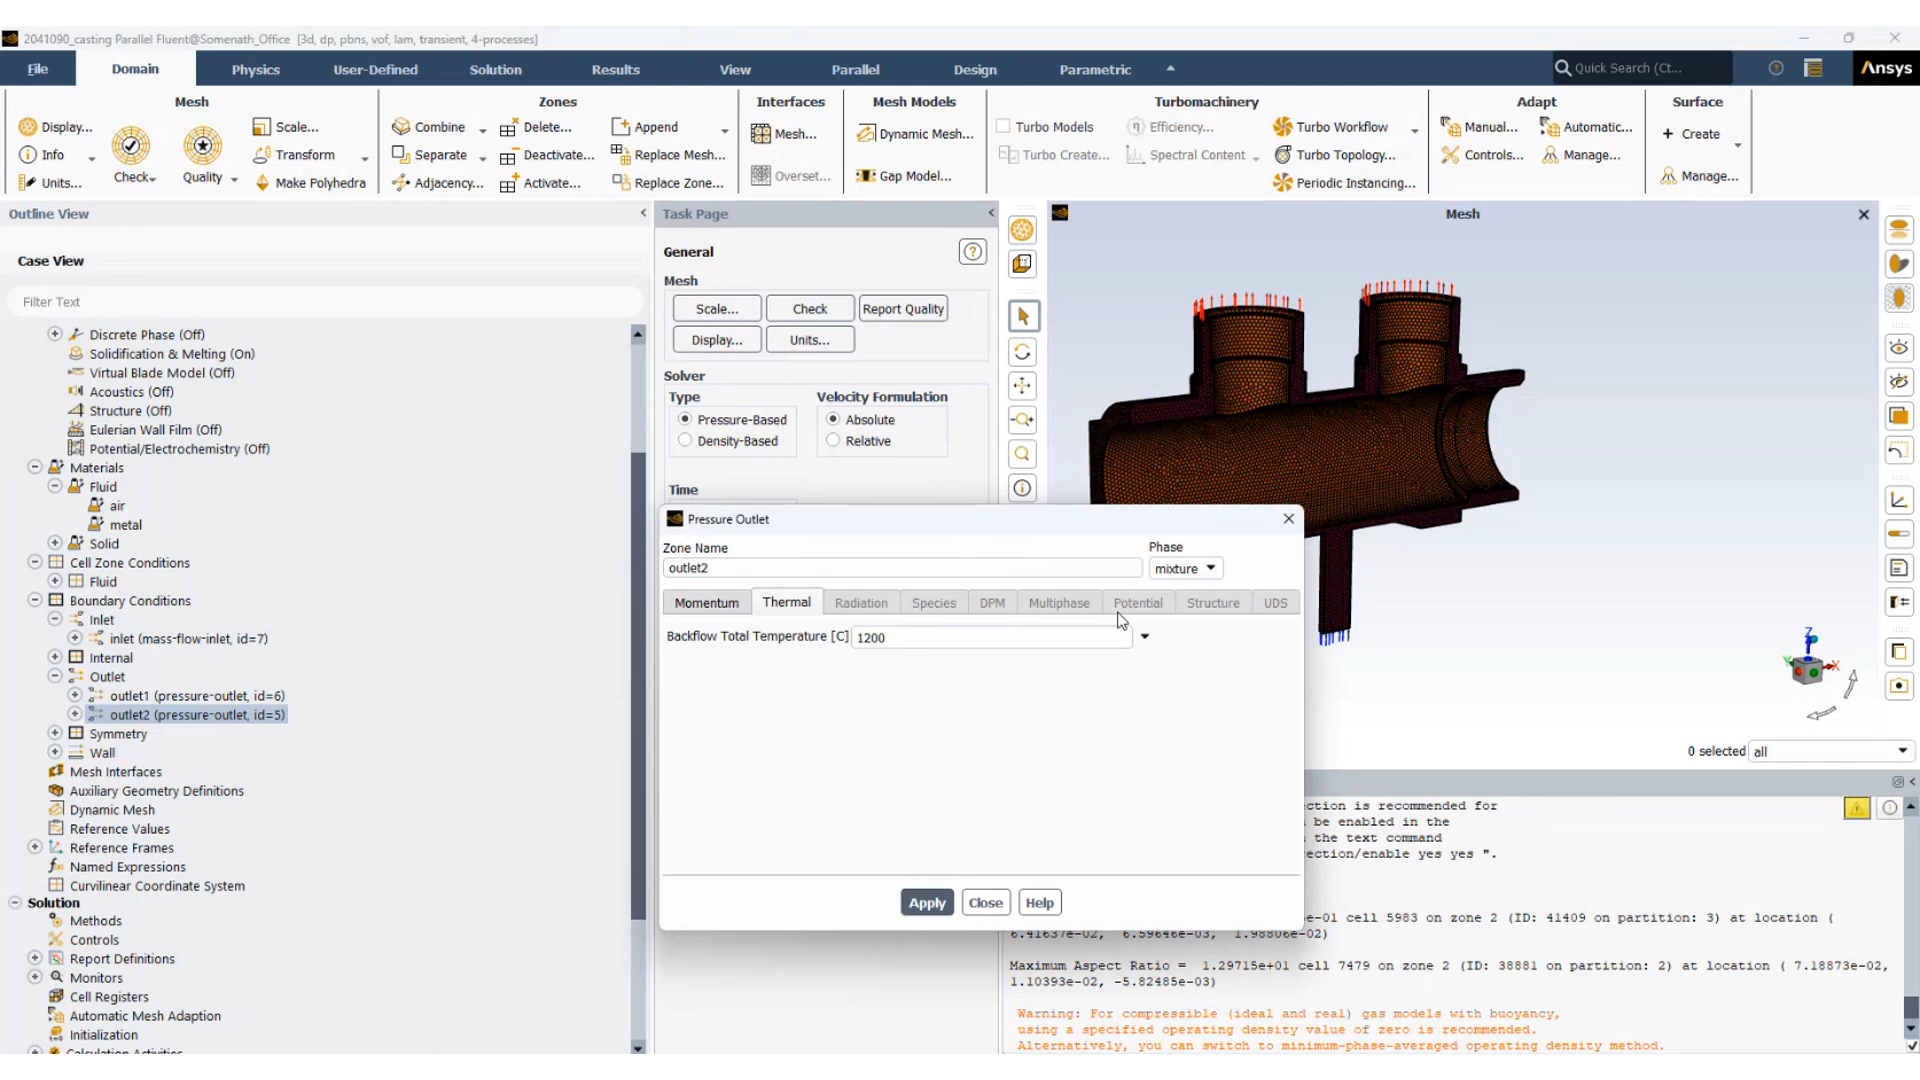 2041090_casting Parallel Fluent@Somenath_Office [3d, dp, pbns, vof, lam, transient, 4-processes]
File Domain Physics User-Defined Solution Results View Parallel Design Parametric Quick Search (Ct... Ansys
Mesh
Display...
Info
Units...
Check
Quality
Scale...
Transform
Make Polyhedra
Zones
Combine
Separate
Adjacency...
Delete...
Deactivate...
Activate...
Append
Replace Mesh...
Replace Zone...
Interfaces
Mesh...
Overset...
Mesh Models
Dynamic Mesh...
Gap Model...
Turbomachinery
Turbo Models
Turbo Create...
Efficiency...
Spectral Content
Turbo Workflow
Turbo Topology...
Periodic Instancing...
Adapt
Manual...
Controls...
Automatic...
Manage...
Surface
+ Create
Manage...
Outline View
Case View
Filter Text
Discrete Phase (Off)
Solidification & Melting (On)
Virtual Blade Model (Off)
Acoustics (Off)
Structure (Off)
Eulerian Wall Film (Off)
Potential/Electrochemistry (Off)
Materials
Fluid
air
metal
Solid
Cell Zone Conditions
Fluid
Boundary Conditions
Inlet
inlet (mass-flow-inlet, id=7)
Internal
Outlet
outlet1 (pressure-outlet, id=6)
outlet2 (pressure-outlet, id=5)
Symmetry
Wall
Mesh Interfaces
Auxiliary Geometry Definitions
Dynamic Mesh
Reference Values
Reference Frames
Named Expressions
Curvilinear Coordinate System
Solution
Methods
Controls
Report Definitions
Monitors
Cell Registers
Automatic Mesh Adaption
Initialization
Calculation Activities
Task Page
General
Mesh
Scale... Check Report Quality
Display... Units...
Solver
Type Velocity Formulation
Pressure-Based Absolute
Density-Based Relative
Time
Mesh
Z
Y
X
0 selected all
Pressure Outlet
Zone Name Phase
outlet2 mixture
Momentum Thermal Radiation Species DPM Multiphase Potential Structure UDS
Backflow Total Temperature [C] 1200
Apply Close Help
ction is recommended for
be enabled in the
the text command
ection/enable yes yes ".
e-01 cell 5983 on zone 2 (ID: 41409 on partition: 3) at location (
6.41637e-02, 6.59646e-03, 1.98806e-02)
Maximum Aspect Ratio = 1.29715e+01 cell 7479 on zone 2 (ID: 38881 on partition: 2) at location ( 7.18873e-02,
1.10393e-02, -5.82485e-03)
Warning: For compressible (ideal and real) gas models with buoyancy,
using a specified operating density value of zero is recommended.
Alternatively, you can switch to minimum-phase-averaged operating density method.